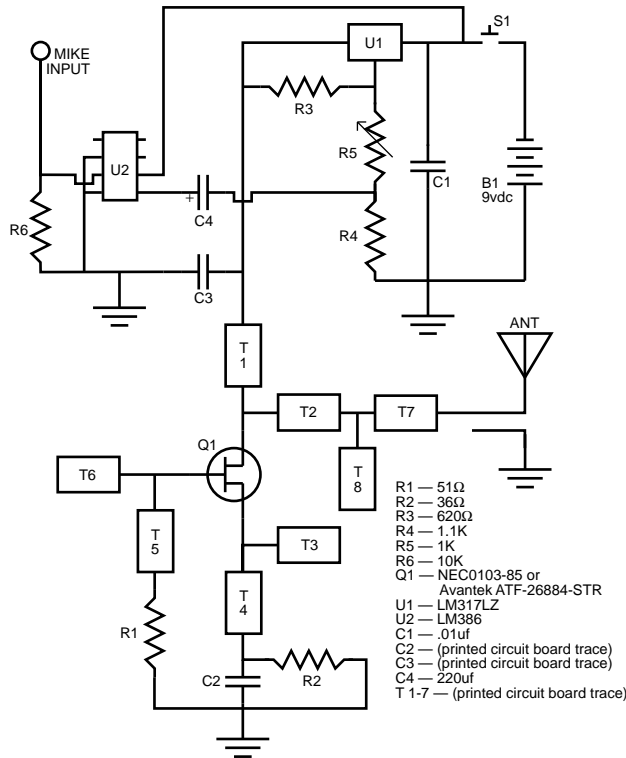 S1
U1
MIKE
INPUT
R3
R5
U2
C1
B1
9vdc
+
C4
R6
R4
C3
ANT
T
1
T2
T7
Q1
T6
T
8
T
5
T3
T
4
R1
C2
R2
R1 — 51Ω
R2 — 36Ω
R3 — 620Ω
R4 — 1.1K
R5 — 1K
R6 — 10K
Q1 — NEC0103-85 or
Avantek ATF-26884-STR
U1 — LM317LZ
U2 — LM386
C1 — .01uf
C2 — (printed circuit board trace)
C3 — (printed circuit board trace)
C4 — 220uf
T 1-7 — (printed circuit board trace)